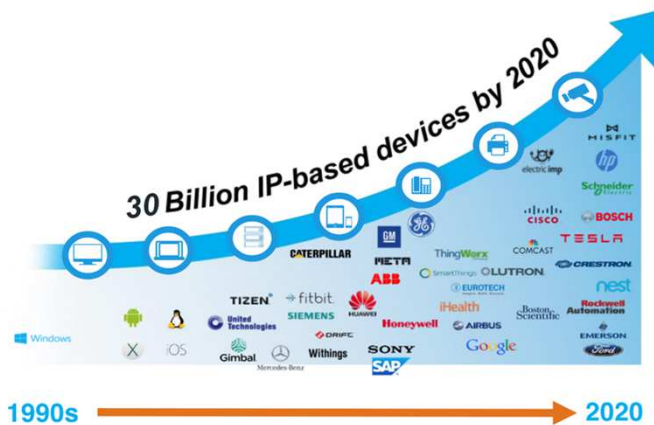 30 Billion IP-based devices by 2020
MISFIT
electric imp
hp
Schneider
Electric
GE
GM
CISCO
BOSCH
TESLA
CATERPILLAR
META
ThingWorx
COMCAST
CRESTRON
ABB
SmartThings
LUTRON
EUROTECH
nest
TIZEN
fitbit
HUAWEI
iHealth
Boston
Scientific
Rockwell
Automation
United
Technologies
SIEMENS
Honeywell
AIRBUS
Windows
X
iOS
Gimbal
DRIFT
Withings
SONY
Google
EMERSON
Ford
Mercedes-Benz
SAP
1990s
2020